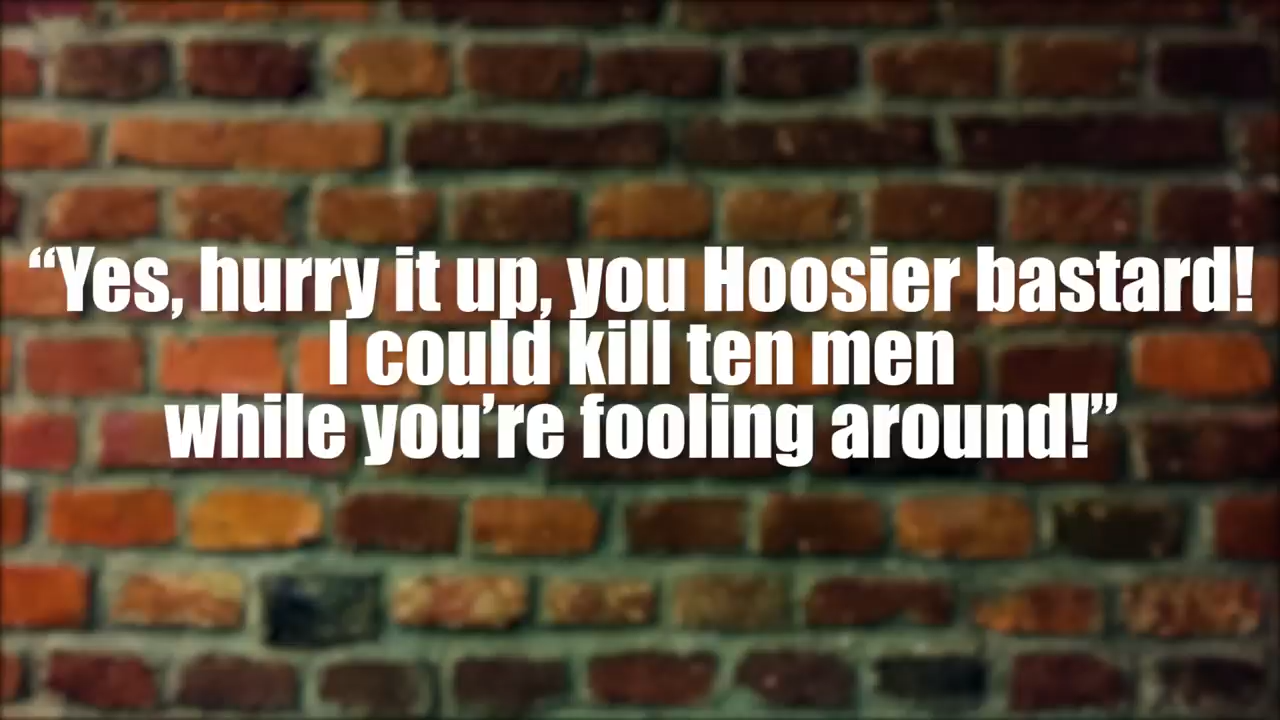 “Yes, hurry it up, you Hoosier bastard!
I could kill ten men
while you’re fooling around!”